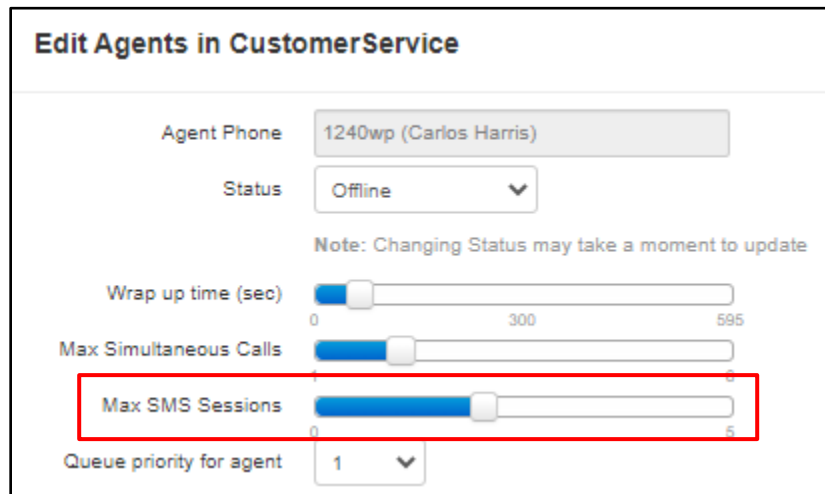 Edit Agents in CustomerService
Agent Phone 1240wp (Carlos Harris)
Status Offline
Note: Changing Status may take a moment to update
Wrap up time (sec)
0 300 595
Max Simultaneous Calls
1
Max SMS Sessions
0 5
Queue priority for agent 1